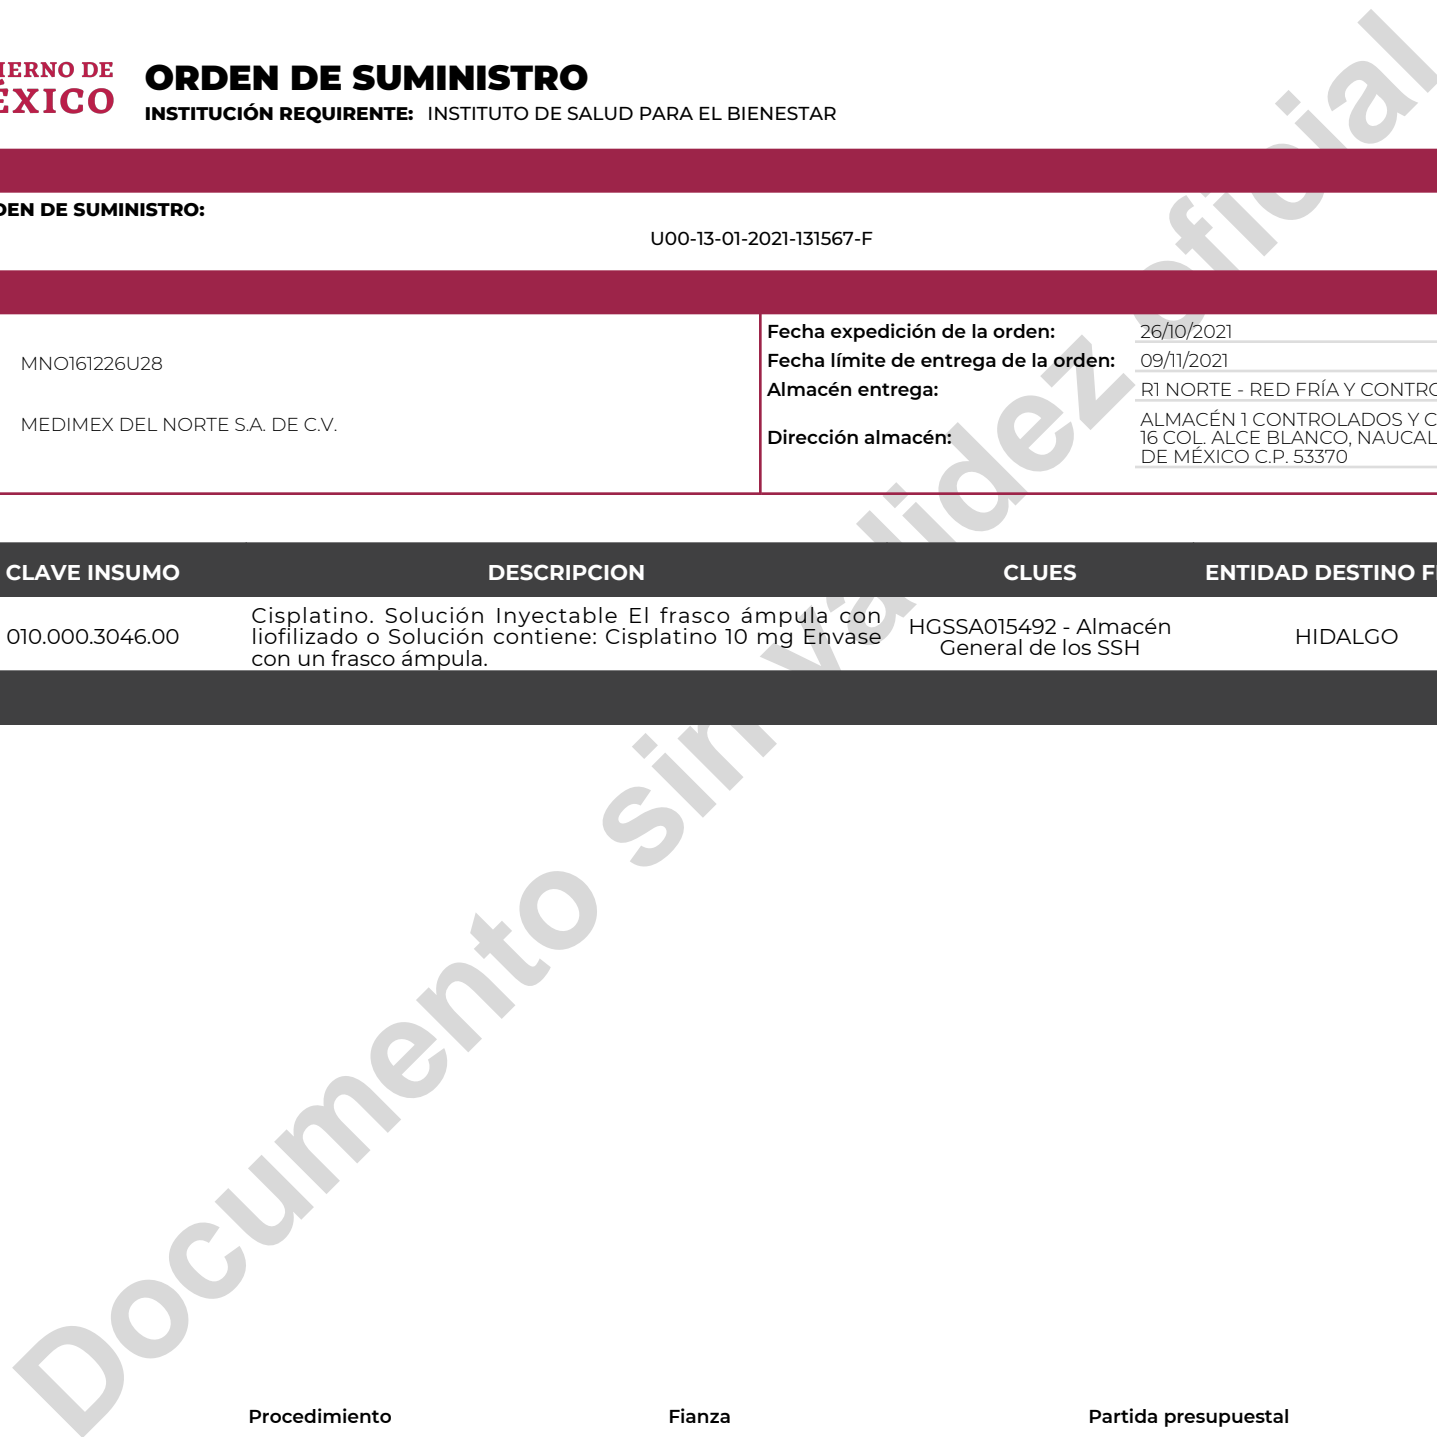 IERNO DE
ÉXICO
ORDEN DE SUMINISTRO
INSTITUCIÓN REQUIRENTE: INSTITUTO DE SALUD PARA EL BIENESTAR
DEN DE SUMINISTRO:
U00-13-01-2021-131567-F
MNO161226U28
MEDIMEX DEL NORTE S.A. DE C.V.
Fecha expedición de la orden: 26/10/2021
Fecha límite de entrega de la orden: 09/11/2021
Almacén entrega: R1 NORTE - RED FRÍA Y CONTRO
Dirección almacén:
ALMACÉN 1 CONTROLADOS Y C
16 COL. ALCE BLANCO, NAUCAL
DE MÉXICO C.P. 53370
CLAVE INSUMO DESCRIPCION CLUES ENTIDAD DESTINO FI
010.000.3046.00
Cisplatino. Solución Inyectable El frasco ámpula con
liofilizado o Solución contiene: Cisplatino 10 mg Envase
con un frasco ámpula.
HGSSA015492 - Almacén
General de los SSH
HIDALGO
Documento sin validez oficial
Procedimiento Fianza Partida presupuestal